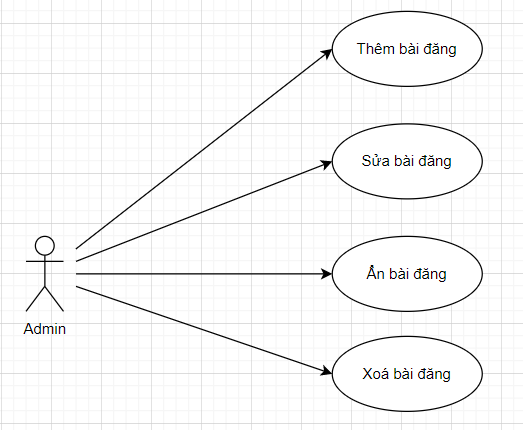 Thêm bài đăng
Sửa bài đăng
Ẩn bài đăng
Admin
Xoá bài đăng